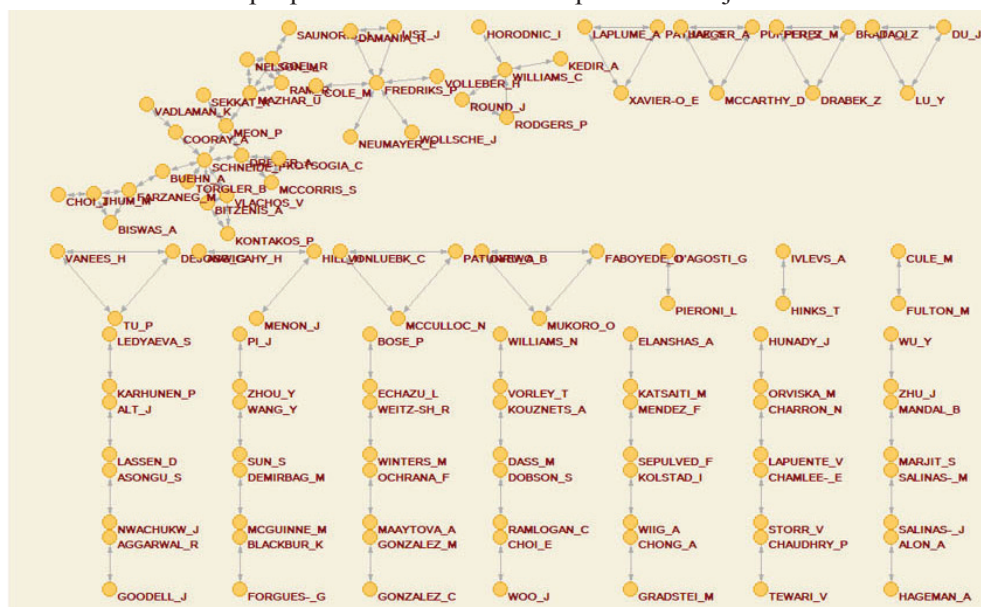 SAUNORIS_J DAMANIA_R LIST_J HORODNIC_I LAPLUME_A DU_J
NELSON_M
COLE_M FREDRIKS_P VOLLEBER_H WILLIAMS_C KEDIR_A
MAZHAR_U
SEKKAT_K
VADLAMAN_K ROUND_J XAVIER-O_E MCCARTHY_D DRABEK_Z LU_Y
RODGERS_P
MEON_P NEUMAYER_E WOLLSCHE_J
COORAY_A
DREHER_A KOTSOGIA_C
BUEHN_A MCCORRIS_S
TORGLER_B
CHOI_J THUM_M FARZANEG_M VLACHOS_V
BITZENIS_A
BISWAS_A
KONTAKOS_P
VANEES_H FABOYEDE_O D'AGOSTI_G IVLEVS_A CULE_M
PIERONI_L HINKS_T FULTON_M
TU_P MENON_J MCCULLOC_N MUKORO_O
LEDYAEVA_S PI_J BOSE_P WILLIAMS_N ELANSHAS_A HUNADY_J WU_Y
KARHUNEN_P ZHOU_Y ECHAZU_L VORLEY_T KATSAITI_M ORVISKA_M ZHU_J
ALT_J WANG_Y WEITZ-SH_R KOUZNETS_A MENDEZ_F CHARRON_N MANDAL_B
LASSEN_D SUN_S WINTERS_M DASS_M SEPULVED_F LAPUENTE_V MARJIT_S
ASONGU_S DEMIRBAG_M OCHRANA_F DOBSON_S KOLSTAD_I CHAMLEE-_E SALINAS-_M
NWACHUKW_J MCGUINNE_M MAAYTOVA_A RAMLOGAN_C WIIG_A STORR_V SALINAS-_J
AGGARWAL_R BLACKBUR_K GONZALEZ_M CHOI_E CHONG_A CHAUDHRY_P ALON_A
GOODELL_J FORGUES-_G GONZALEZ_C WOO_J GRADSTEI_M TEWARI_V HAGEMAN_A